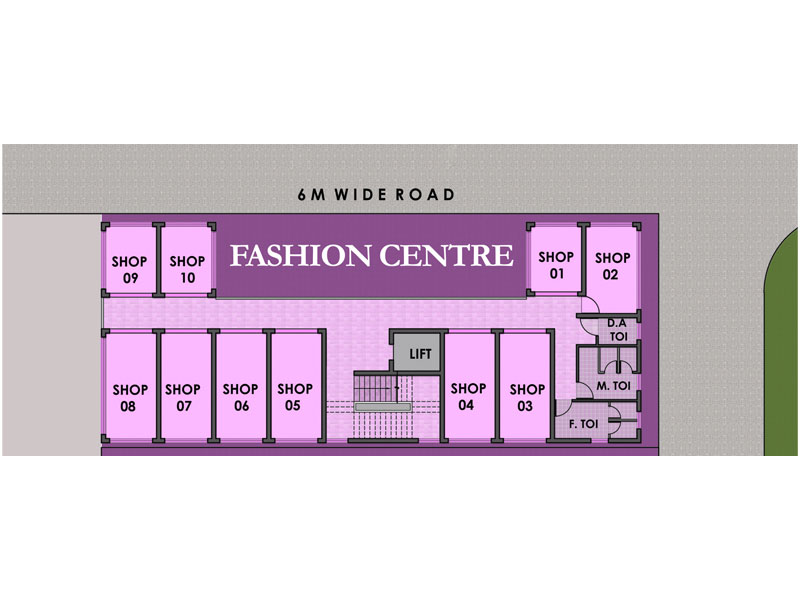 6 M WIDE ROAD
FASHION CENTRE
SHOP
09
SHOP
10
SHOP
01
SHOP
02
D.A
TOI
LIFT
M. TOI
SHOP
08
SHOP
07
SHOP
06
SHOP
05
SHOP
04
SHOP
03
F. TOI